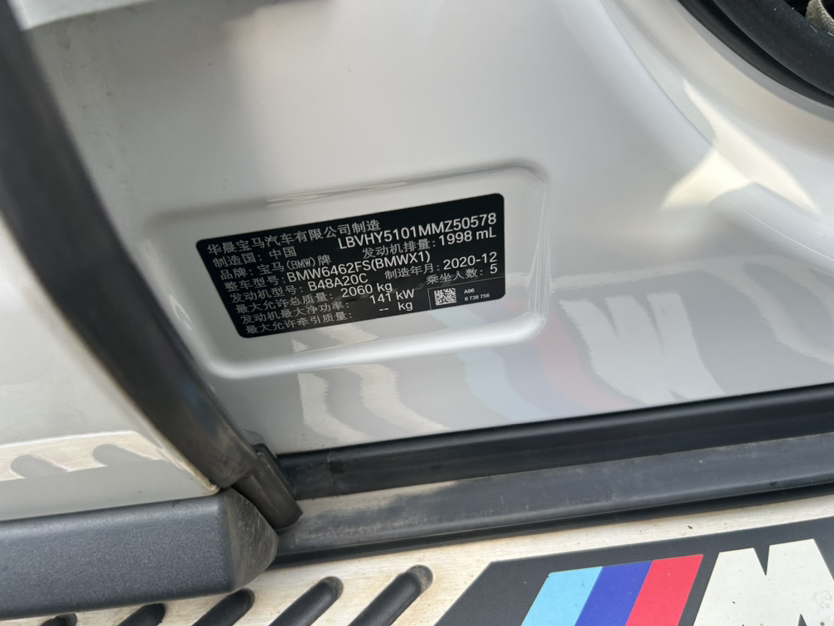 华晨宝马汽车有限公司制造
制造国：中国 LBVHY5101MMZ50578
品牌：宝马(BMW)牌 发动机排量：1998 mL
整车型号：BMW6462FS(BMWX1)
发动机型号：B48A20C 制造年月：2020-12
最大允许总质量：2060 kg 乘坐人数：5
发动机最大净功率：141 kW
最大允许牵引质量：-- kg
A96
6 736 756
M